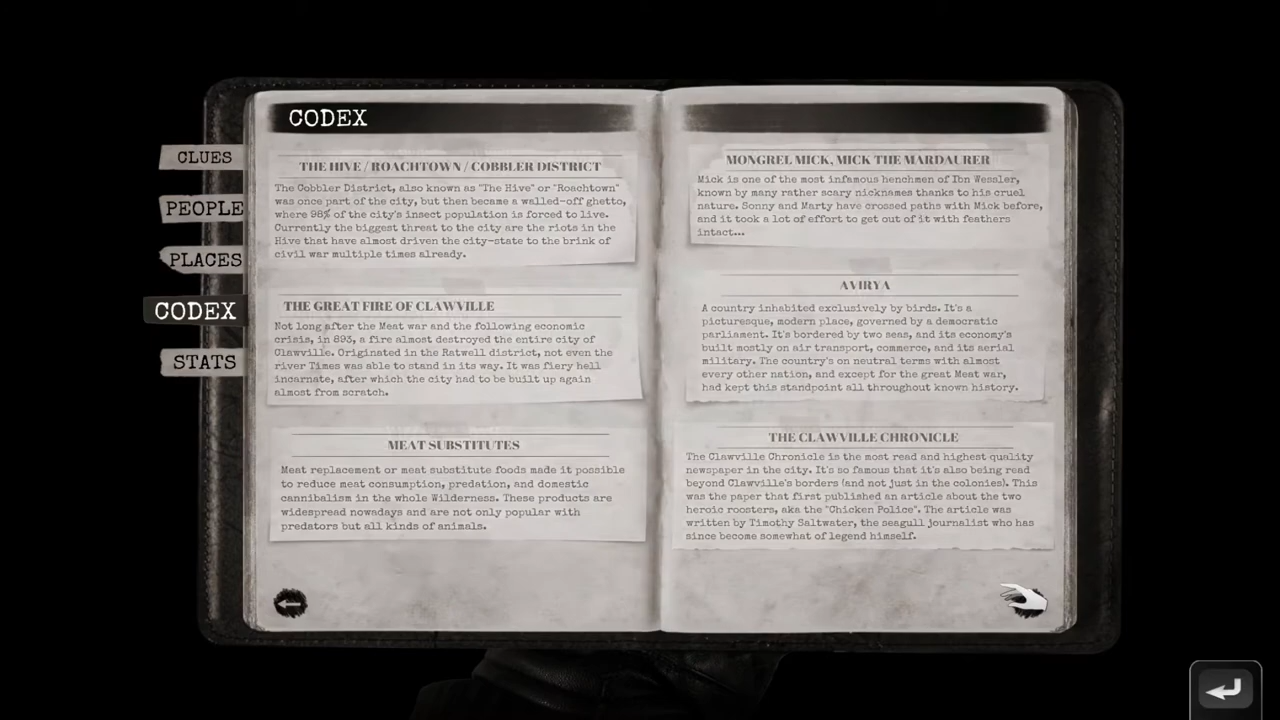 CLUES
PEOPLE
PLACES
CODEX
STATS
CODEX
THE HIVE / ROACHTOWN / COBBLER DISTRICT
The Cobbler District, also known as "The Hive" or "Roachtown"
was once part of the city, but then became a walled-off ghetto,
where 98% of the city's insect population is forced to live.
Currently the biggest threat to the city are the riots in the
Hive that have almost driven the city-state to the brink of
civil war multiple times already.
THE GREAT FIRE OF CLAWVILLE
Not long after the Meat war and the following economic
crisis, in 893, a fire almost destroyed the entire city of
Clawville. Originated in the Ratwell district, not even the
river Times was able to stand in its way. It was fiery hell
incarnate, after which the city had to be built up again
almost from scratch.
MEAT SUBSTITUTES
Meat replacement or meat substitute foods made it possible
to reduce meat consumption, predation, and domestic
cannibalism in the whole Wilderness. These products are
widespread nowadays and are not only popular with
predators but all kinds of animals.
MONGREL MICK, MICK THE MARDAURER
Mick is one of the most infamous henchmen of Ibn Wessler,
known by many rather scary nicknames thanks to his cruel
nature. Sonny and Marty have crossed paths with Mick before,
and it took a lot of effort to get out of it with feathers
intact...
AVIRYA
A country inhabited exclusively by birds. It's a
picturesque, modern place, governed by a democratic
parliament. It's bordered by two seas, and its economy's
built mostly on air transport, commerce, and its aerial
military. The country's on neutral terms with almost
every other nation, and except for the great Meat war,
had kept this standpoint all throughout known history.
THE CLAWVILLE CHRONICLE
The Clawville Chronicle is the most read and highest quality
newspaper in the city. It's so famous that it's also being read
beyond Clawville's borders (and not just in the colonies). This
was the paper that first published an article about the two
heroic roosters, aka the "Chicken Police". The article was
written by Timothy Saltwater, the seagull journalist who has
since become somewhat of legend himself.